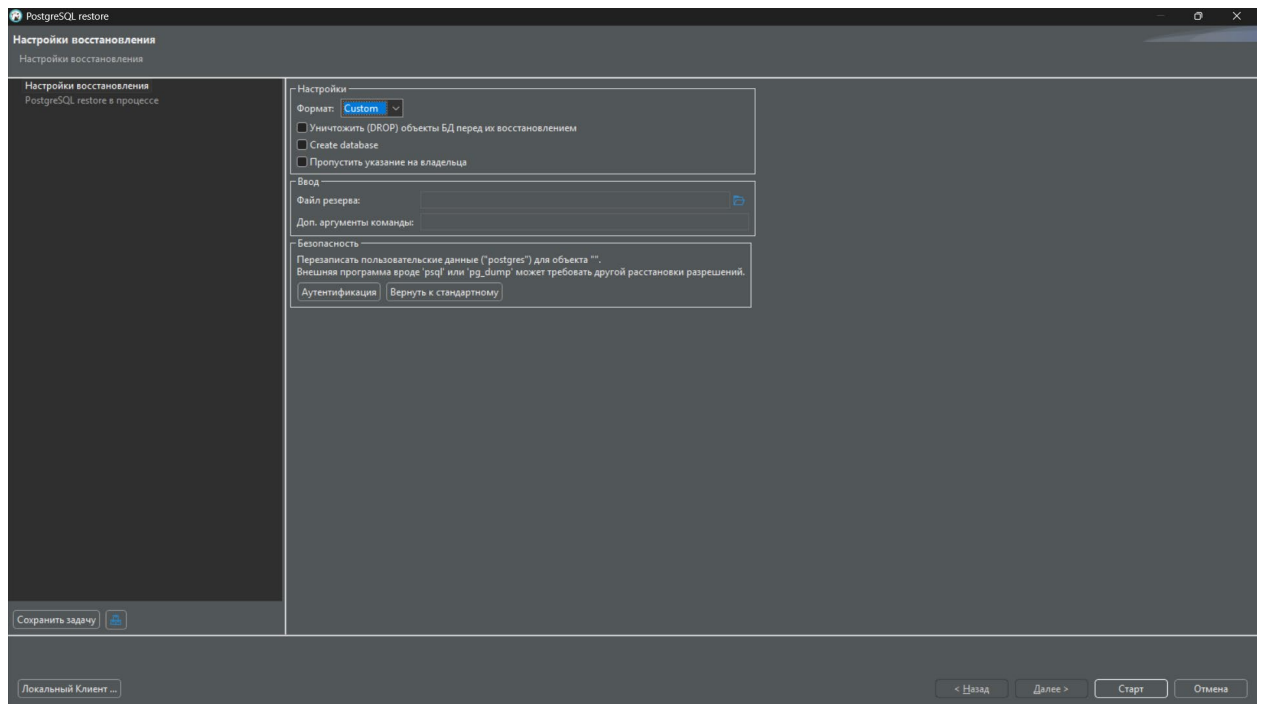 PostgreSQL restore
Настройки восстановления
Настройки восстановления
Настройки восстановления
PostgreSQL restore в процессе
Настройки
Формат: Custom
Уничтожить (DROP) объекты БД перед их восстановлением
Create database
Пропустить указание на владельца
Ввод
Файл резерва:
Доп. аргументы команды:
Безопасность
Перезаписать пользовательские данные ("postgres") для объекта "".
Внешняя программа вроде 'psql' или 'pg_dump' может требовать другой расстановки разрешений.
Аутентификация Вернуть к стандартному
Сохранить задачу
Локальный Клиент ... < Назад Далее > Старт Отмена